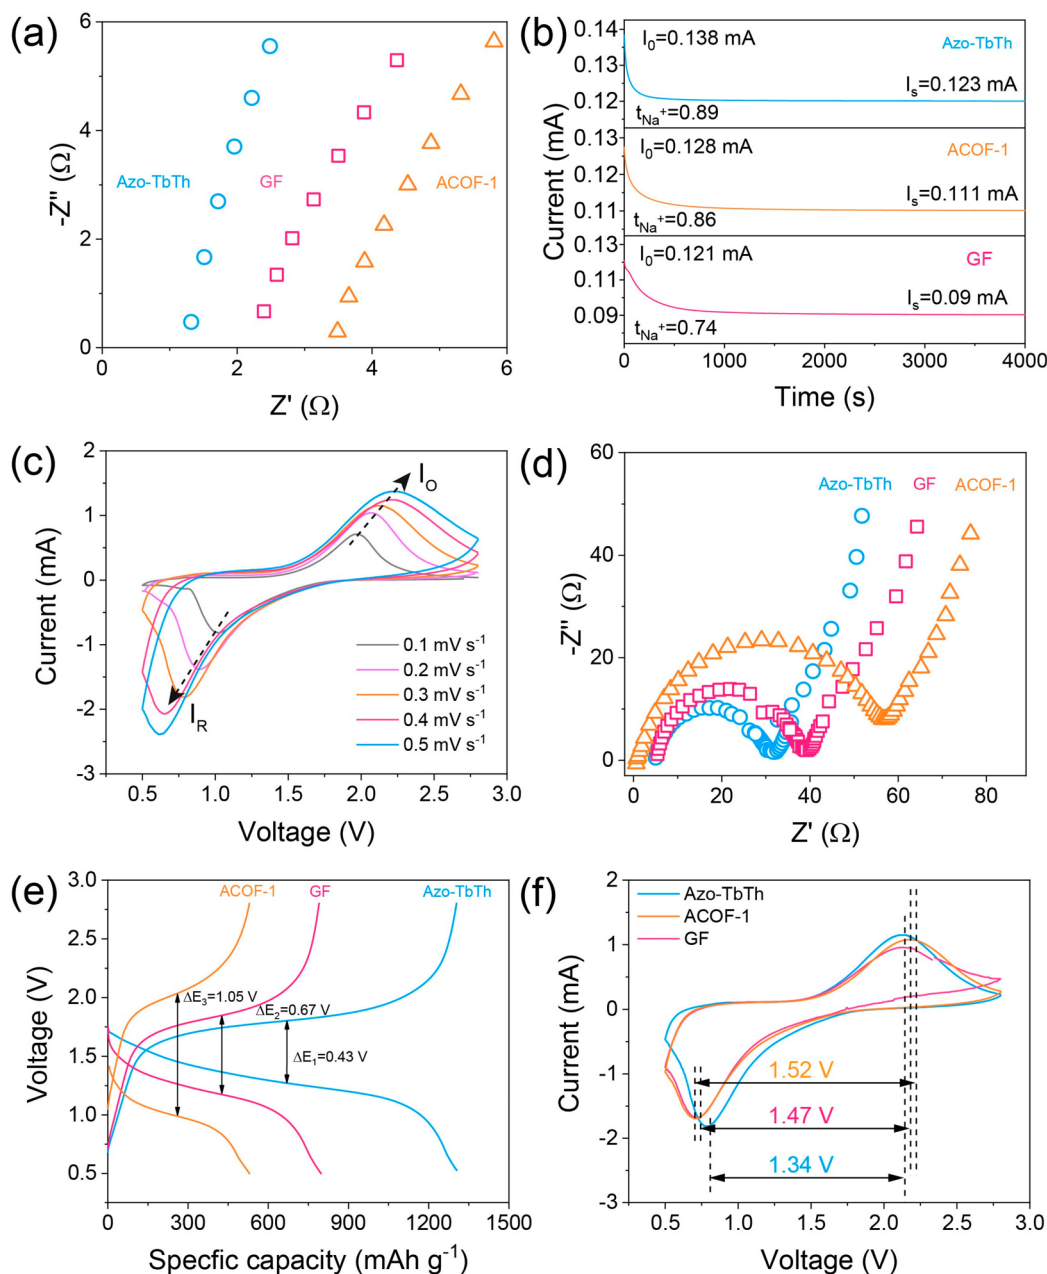 (a)
6
4
2
0
0
2
4
6
-Z" (Ω)
Z' (Ω)
Azo-TbTh
GF
ACOF-1
(b)
Current (mA)
0.14
0.12
I0=0.138 mA
Azo-TbTh
Is=0.123 mA
tNa+=0.89
0.13
0.12
0.11
I0=0.128 mA
ACOF-1
Is=0.111 mA
tNa+=0.86
0.13
0.11
0.09
I0=0.121 mA
GF
Is=0.09 mA
tNa+=0.74
0
1000
2000
3000
4000
Time (s)
(c)
2
1
0
-1
-2
-3
Current (mA)
IO
IR
0.1 mV s-1
0.2 mV s-1
0.3 mV s-1
0.4 mV s-1
0.5 mV s-1
0.5
1.0
1.5
2.0
2.5
3.0
Voltage (V)
(d)
60
40
20
0
-Z" (Ω)
Azo-TbTh
GF
ACOF-1
0
20
40
60
80
Z' (Ω)
(e)
3.0
2.5
2.0
1.5
1.0
0.5
Voltage (V)
ACOF-1
GF
Azo-TbTh
ΔE3=1.05 V
ΔE2=0.67 V
ΔE1=0.43 V
0
300
600
900
1200
1500
Specfic capacity (mAh g-1)
(f)
2
1
0
-1
-2
-3
Current (mA)
Azo-TbTh
ACOF-1
GF
1.52 V
1.47 V
1.34 V
0.5
1.0
1.5
2.0
2.5
3.0
Voltage (V)